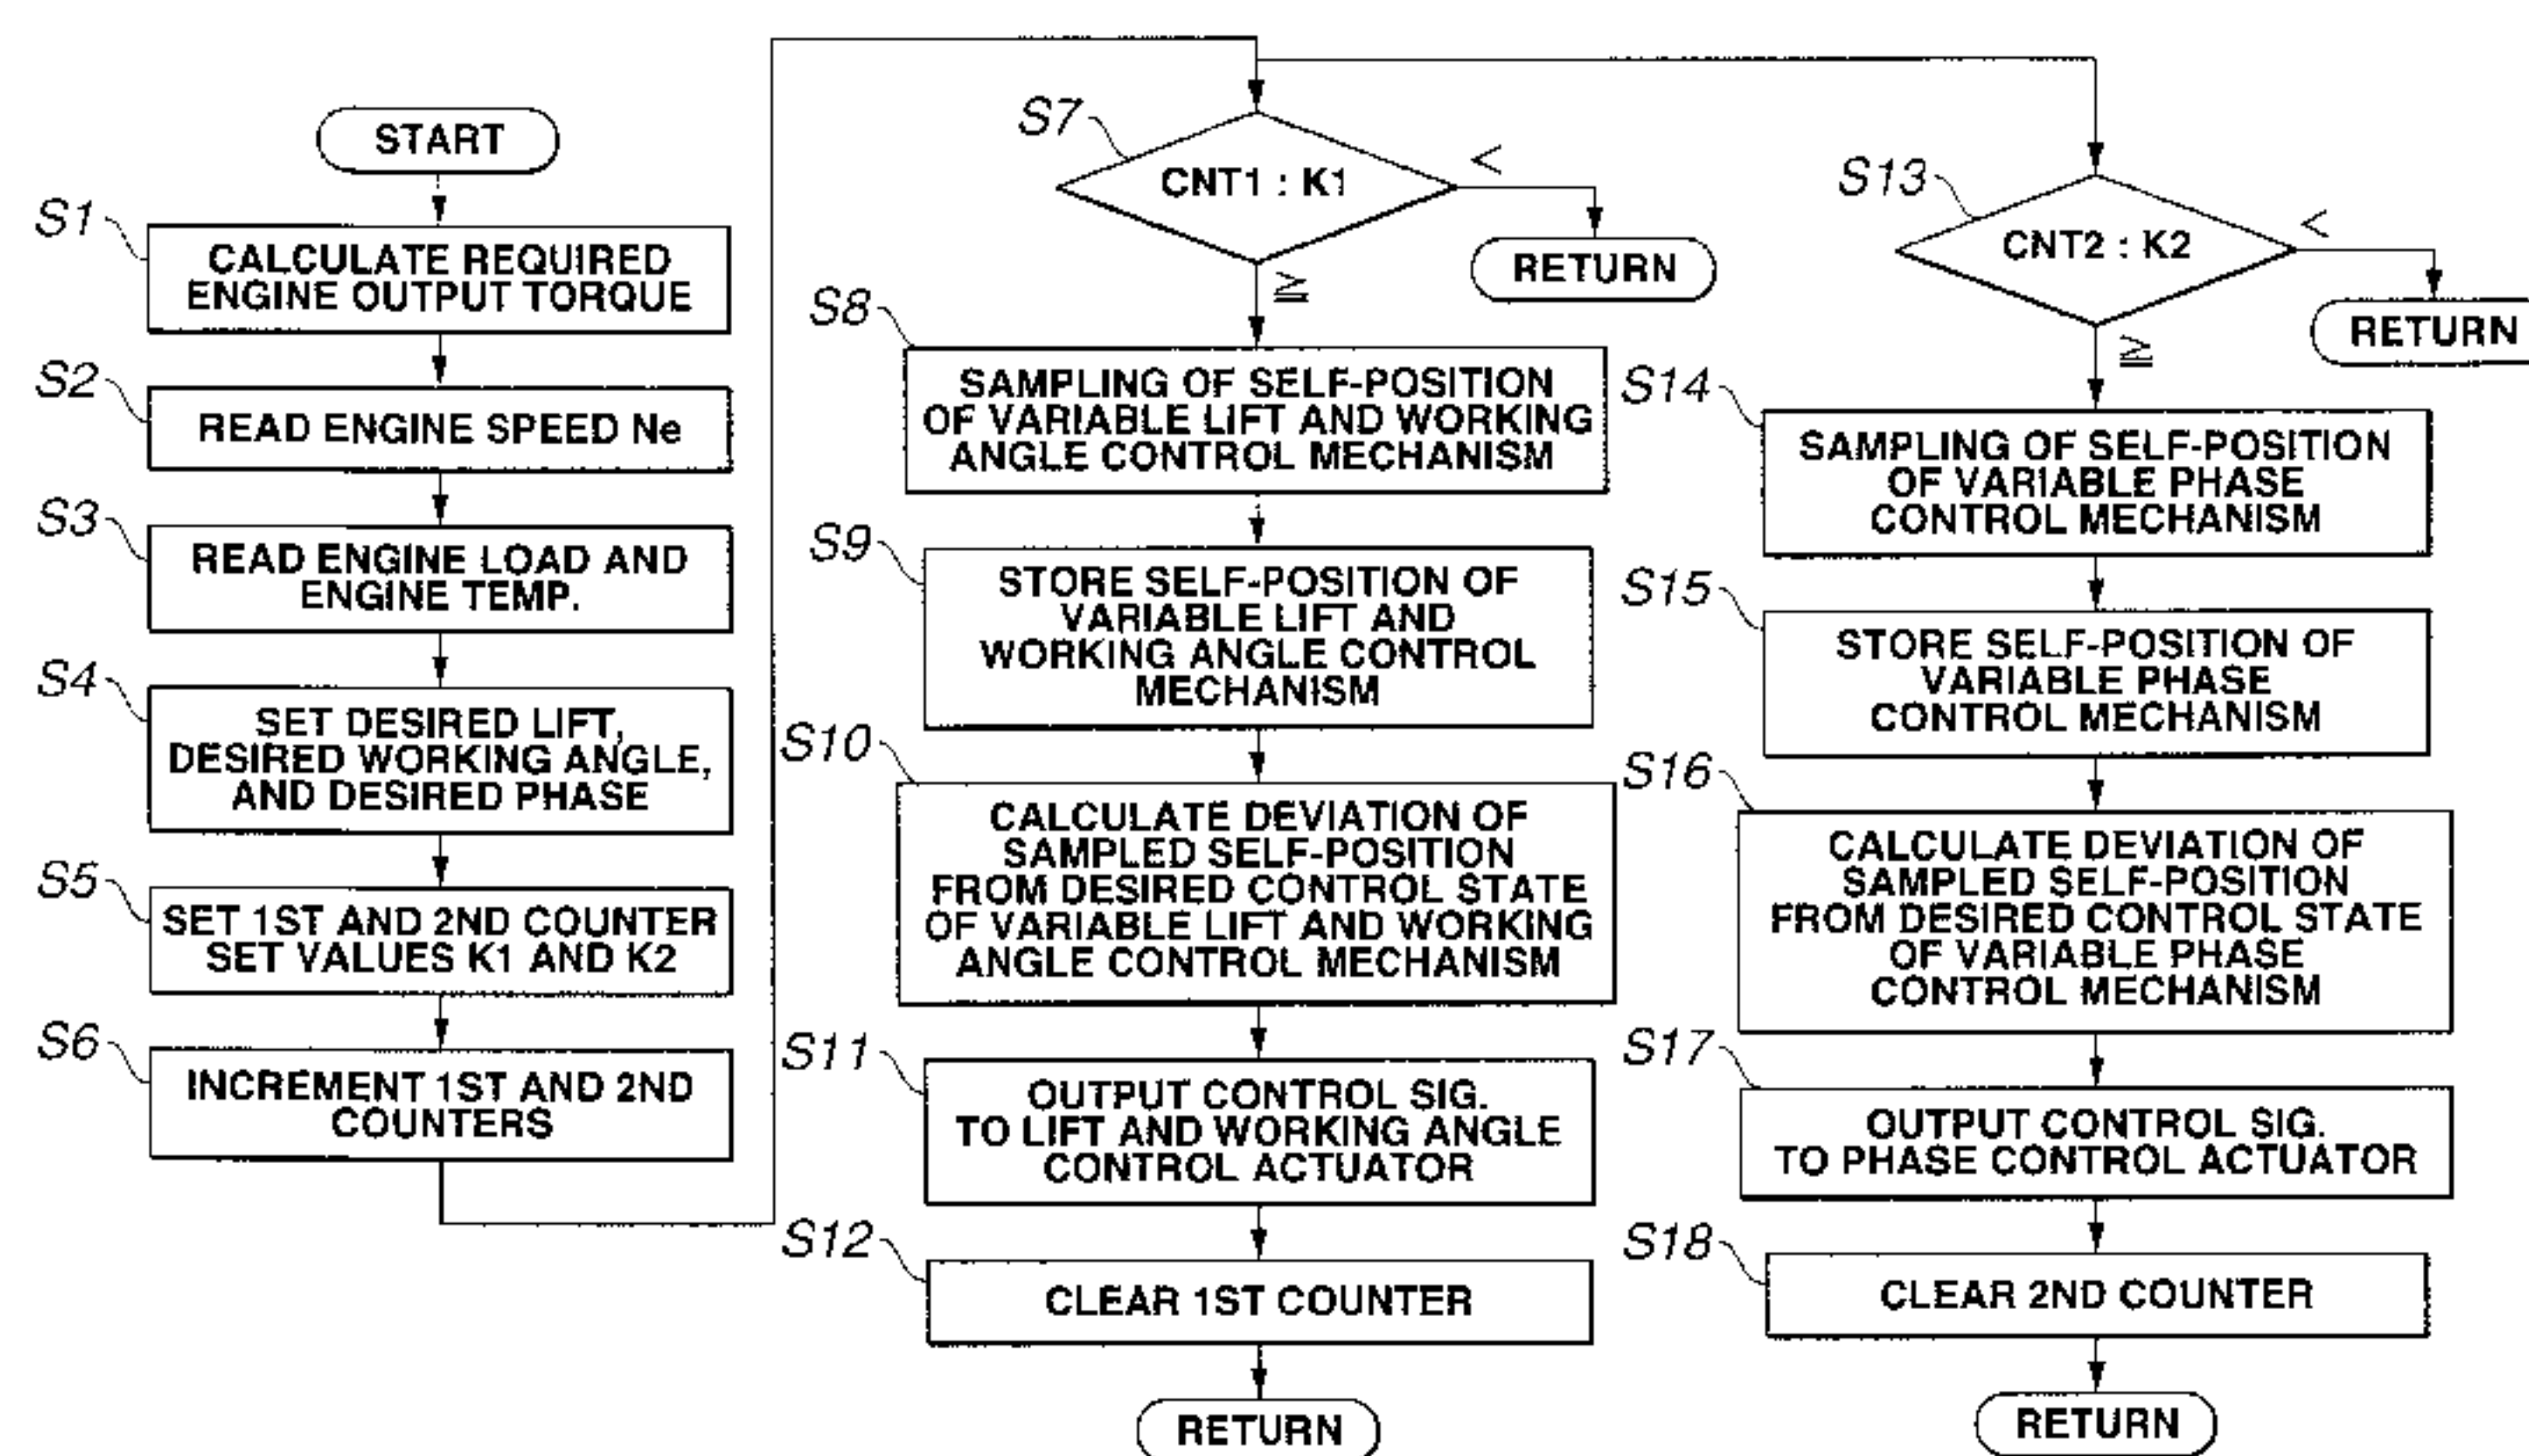 START
S1
CALCULATE REQUIRED
ENGINE OUTPUT TORQUE
S2
READ ENGINE SPEED Ne
S3
READ ENGINE LOAD AND
ENGINE TEMP.
S4
SET DESIRED LIFT,
DESIRED WORKING ANGLE,
AND DESIRED PHASE
S5
SET 1ST AND 2ND COUNTER
SET VALUES K1 AND K2
S6
INCREMENT 1ST AND 2ND
COUNTERS
S7
CNT1 : K1
<
RETURN
≧
S8
SAMPLING OF SELF-POSITION
OF VARIABLE LIFT AND WORKING
ANGLE CONTROL MECHANISM
S9
STORE SELF-POSITION OF
VARIABLE LIFT AND
WORKING ANGLE CONTROL
MECHANISM
S10
CALCULATE DEVIATION OF
SAMPLED SELF-POSITION
FROM DESIRED CONTROL STATE
OF VARIABLE LIFT AND WORKING
ANGLE CONTROL MECHANISM
S11
OUTPUT CONTROL SIG.
TO LIFT AND WORKING ANGLE
CONTROL ACTUATOR
S12
CLEAR 1ST COUNTER
RETURN
S13
CNT2 : K2
<
RETURN
≧
S14
SAMPLING OF SELF-POSITION
OF VARIABLE PHASE
CONTROL MECHANISM
S15
STORE SELF-POSITION OF
VARIABLE PHASE
CONTROL MECHANISM
S16
CALCULATE DEVIATION OF
SAMPLED SELF-POSITION
FROM DESIRED CONTROL STATE
OF VARIABLE PHASE
CONTROL MECHANISM
S17
OUTPUT CONTROL SIG.
TO PHASE CONTROL ACTUATOR
S18
CLEAR 2ND COUNTER
RETURN